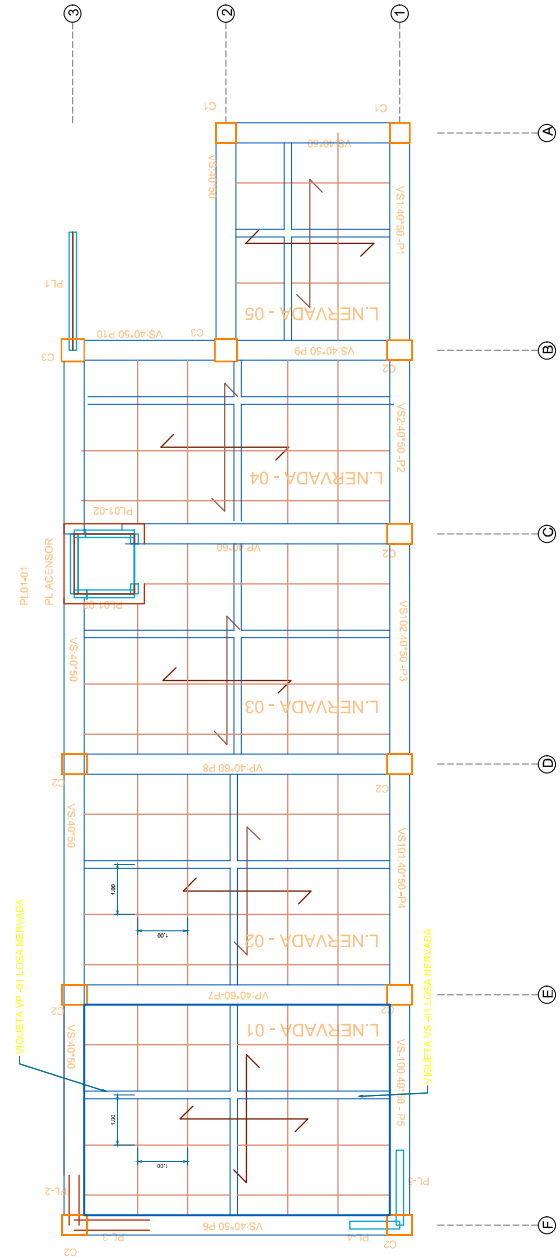 3
2
1
C1
C1
A
VS:40*50
VS:40*50
VS1:40*50 -P1
PL1
L.NERVADA - 05
C3
VS:40*50 P10
C3
VS:40*50 P9
C2
B
VS2:40*50 -P2
L.NERVADA - 04
PL01-02
C
VP:40*60
C2
PL01-01
PL ACENSOR
PL01-03
VS:40*50
VS102:40*50 -P3
L.NERVADA - 03
D
VP:40*60 P8
C2
C2
VS:40*50
VS101:40*50 -P4
1.00
1.00
VIGUETA VP -01 LOSA NERVADA
L.NERVADA - 02
VIGUETA VS -01 LOSA NERVADA
E
VP:40*60-P7
C2
C2
VS:40*50
L.NERVADA - 01
VS-100:40*50 - P5
1.00
1.00
PL-2
PL-5
PL-3
VS:40*50 P6
PL-4
C2
C2
F